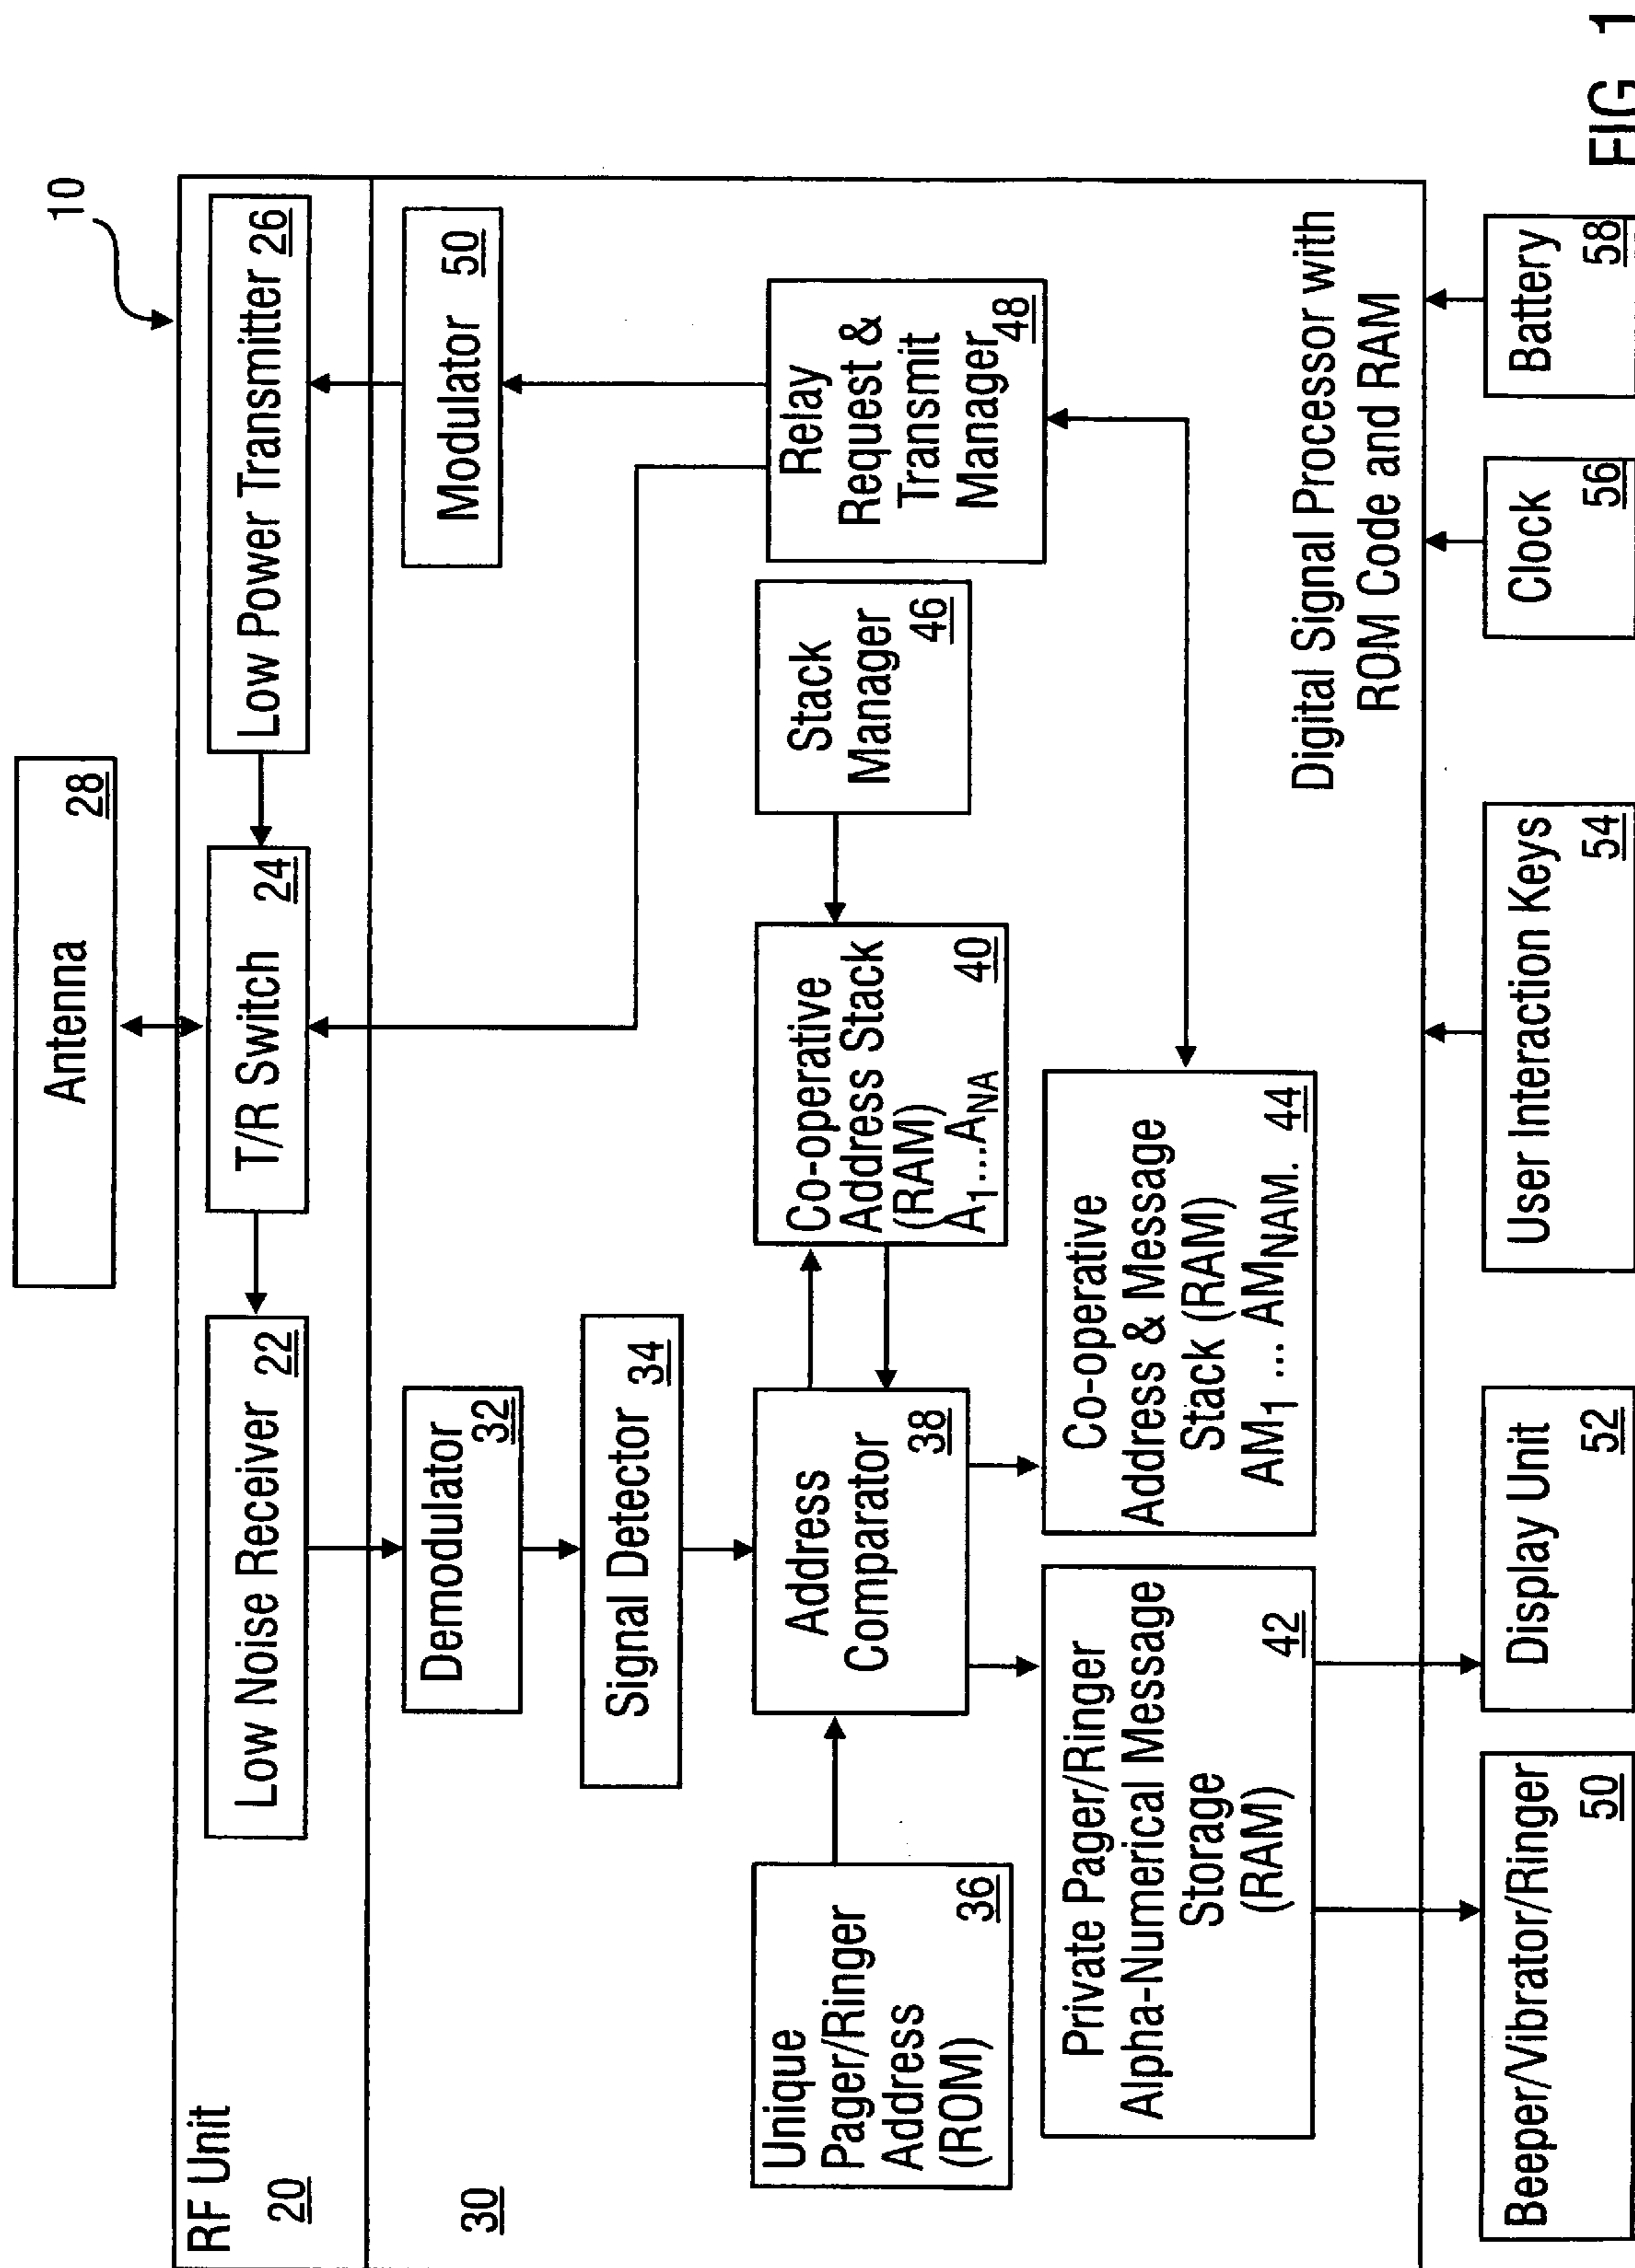 10
Antenna
28
RF Unit
20
Low Noise Receiver 22
T/R Switch 24
Low Power Transmitter 26
30
Demodulator
32
Modulator 50
Signal Detector 34
Unique
Pager/Ringer
Address
(ROM) 36
Address
Comparator
38
Co-operative
Address Stack
(RAM)
A1...ANA 40
Stack
Manager
46
Relay
Request &
Transmit
Manager 48
Private Pager/Ringer
Alpha-Numerical Message
Storage
(RAM) 42
Co-operative
Address & Message
Stack (RAM)
AM1 ... AMNAM. 44
Digital Signal Processor with
ROM Code and RAM
Beeper/Vibrator/Ringer
50
Display Unit
52
User Interaction Keys
54
Clock
56
Battery
58
FIG. 1